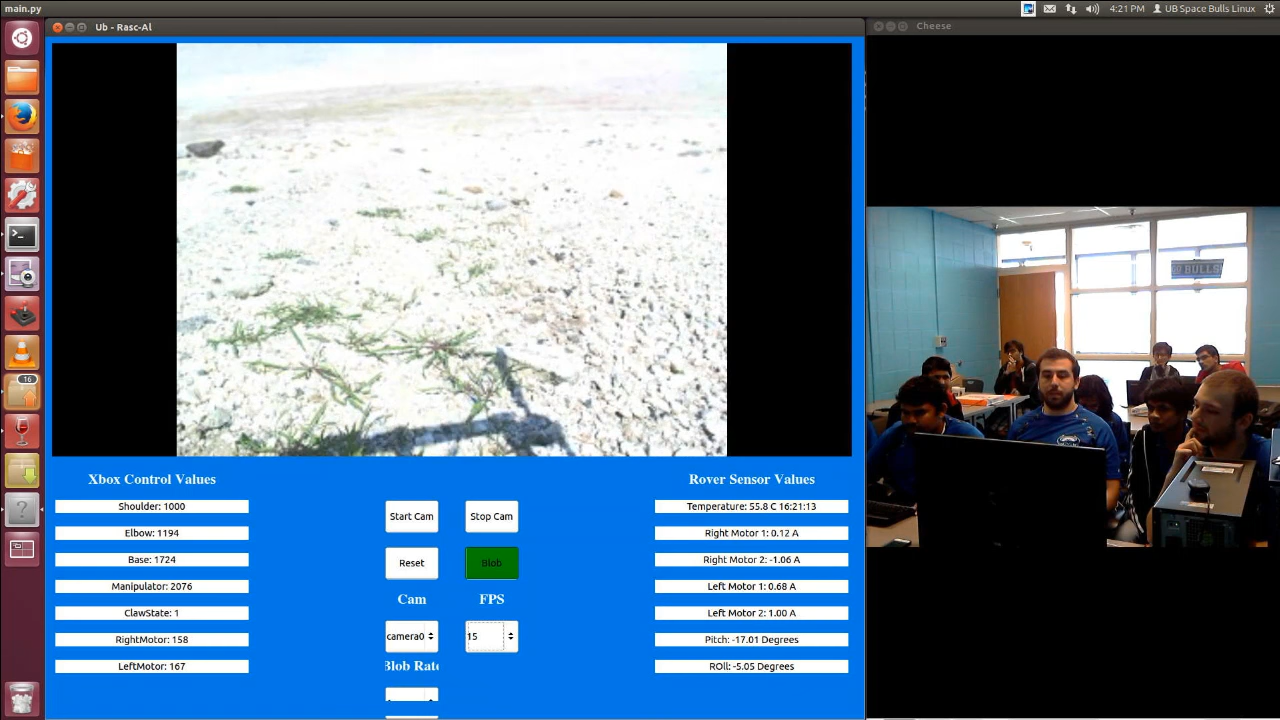 main.py
4:21 PM
UB Space Bulls Linux
Ub - Rasc-Al
Cheese
BULLS
16
Xbox Control Values
Shoulder: 1000
Elbow: 1194
Base: 1724
Manipulator: 2076
ClawState: 1
RightMotor: 158
LeftMotor: 167
Start Cam
Stop Cam
Reset
Blob
Cam
FPS
camera0
15
Blob Rate
Rover Sensor Values
Temperature: 55.8 C 16:21:13
Right Motor 1: 0.12 A
Right Motor 2: -1.06 A
Left Motor 1: 0.68 A
Left Motor 2: 1.00 A
Pitch: -17.01 Degrees
ROll: -5.05 Degrees